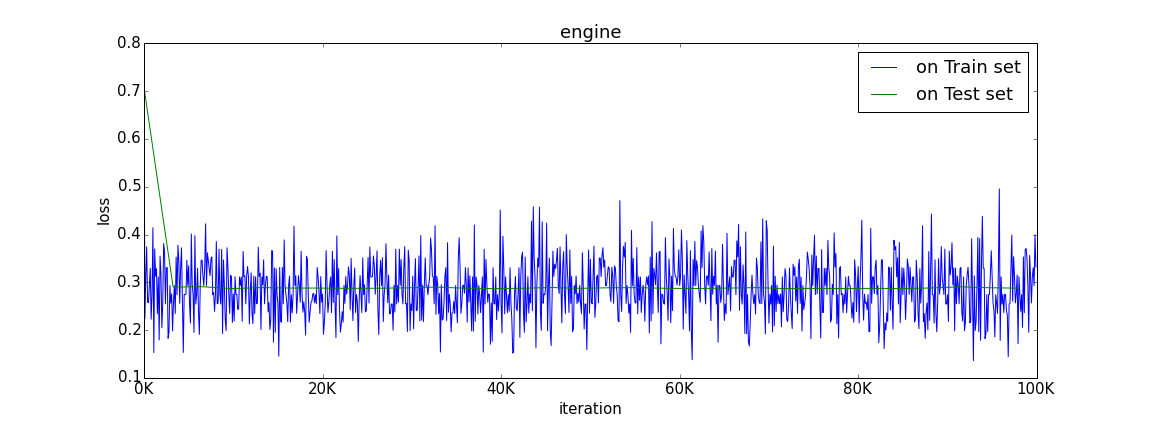 engine
0.8
0.7
0.6
0.5
0.4
0.3
0.2
0.1
loss
on Train set
on Test set
0K 20K 40K 60K 80K 100K
iteration